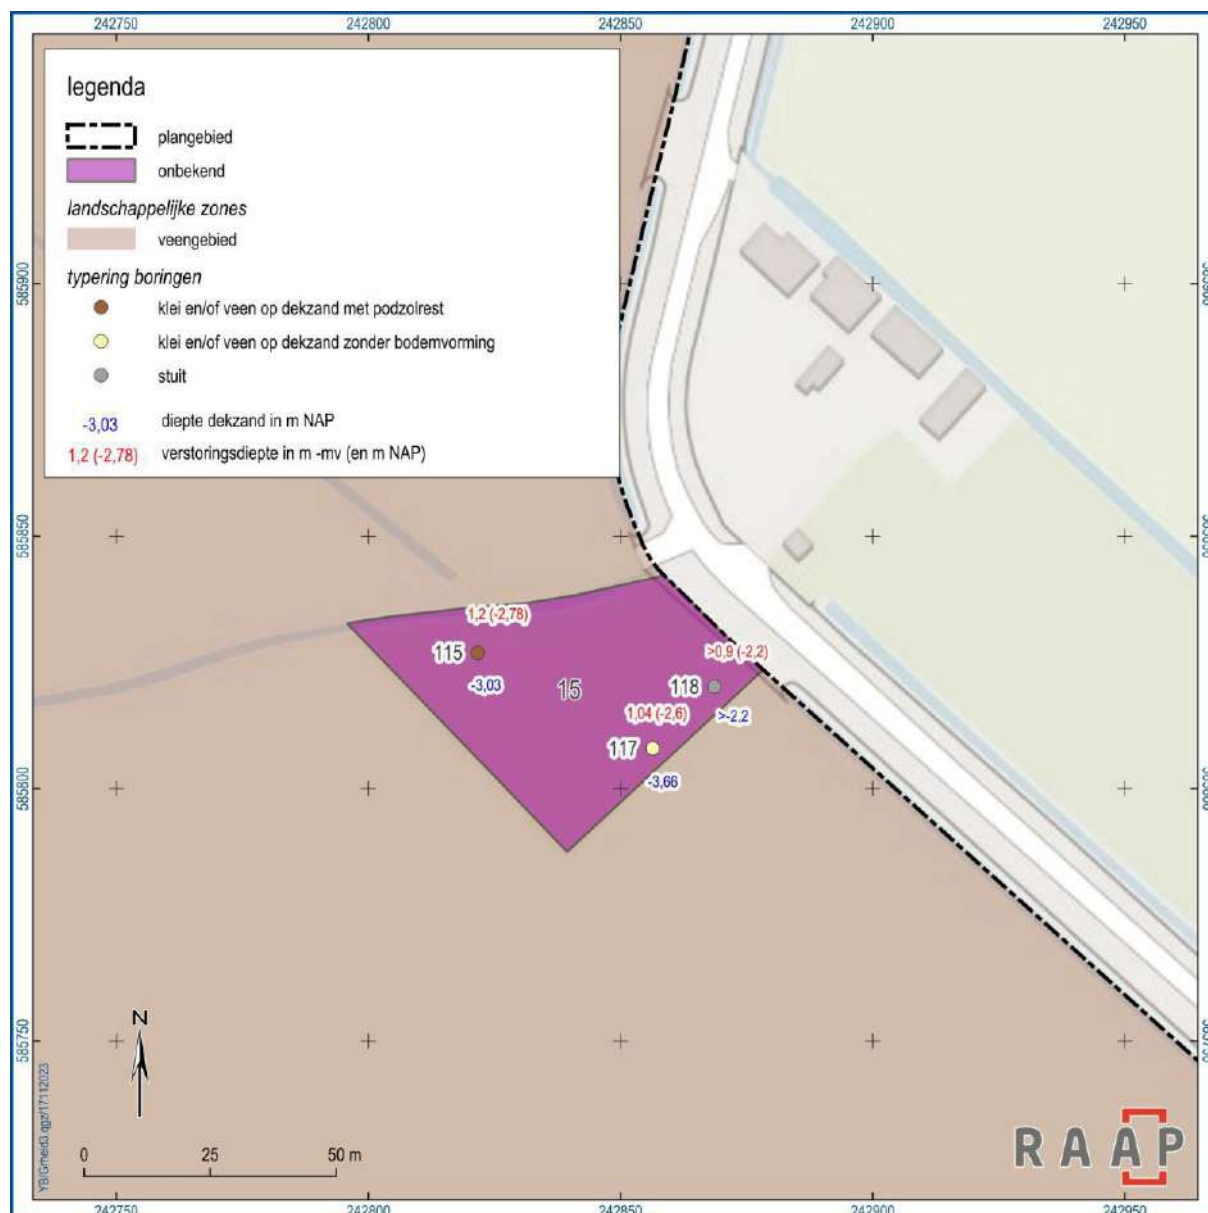 242750 242800 242850 242900 242950
legenda
plangebied
onbekend
landschappelijke zones
veengebied
typering boringen
klei en/of veen op dekzand met podzolrest
klei en/of veen op dekzand zonder bodemvorming
stuit
-3,03 diepte dekzand in m NAP
1,2 (-2,78) verstoringsdiepte in m -mv (en m NAP)
585900 585900
585850 585850
1,2 (-2,78)
115
-3,03
15
>0,9 (-2,2)
118
>-2,2
1,04 (-2,6)
117
-3,66
585800 585800
585750 585750
N
0 25 50 m
RAAP
242750 242800 242850 242900 242950